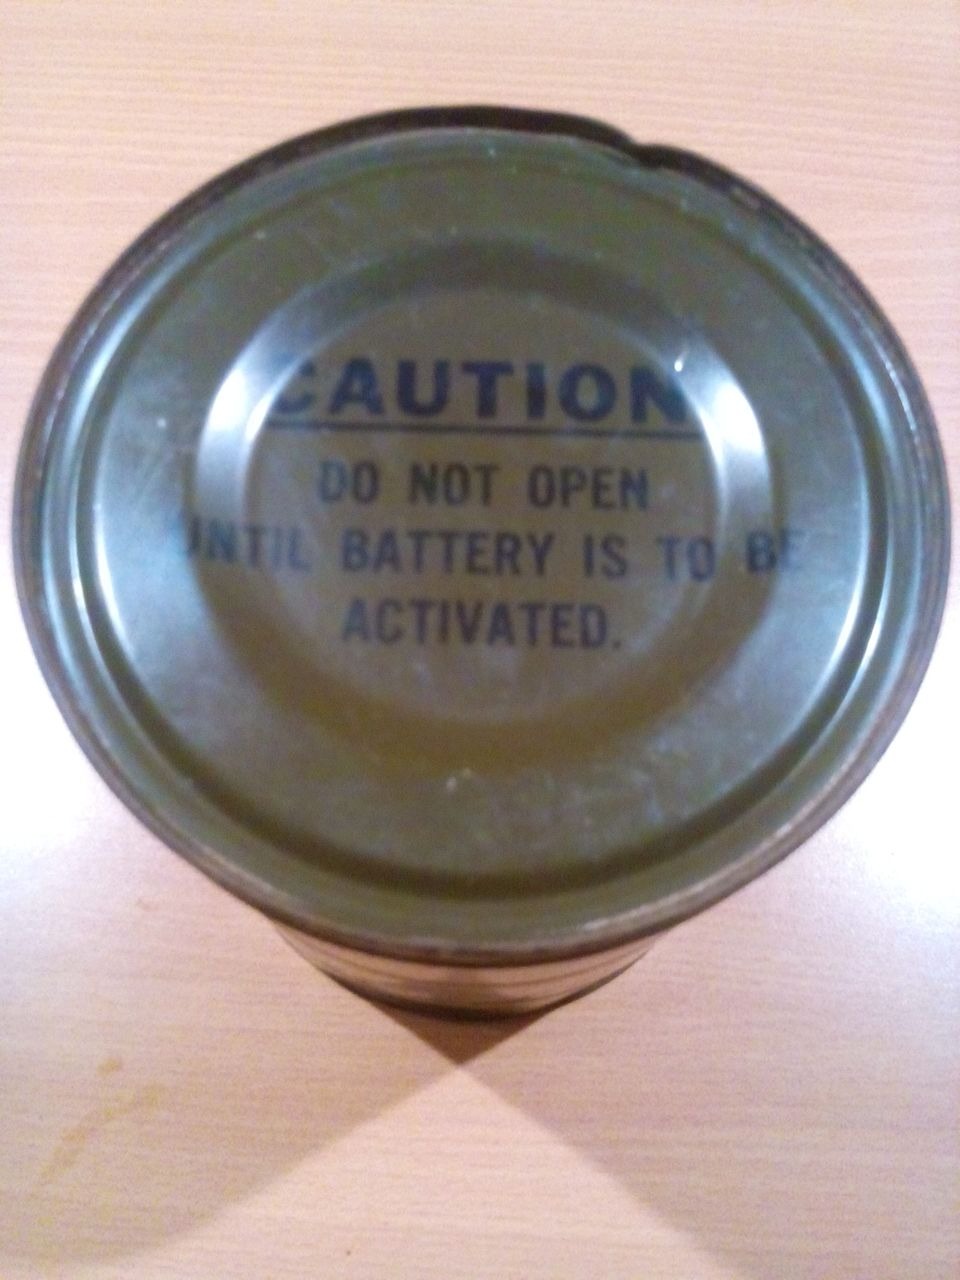 CAUTION
DO NOT OPEN
UNTIL BATTERY IS TO BE
ACTIVATED.